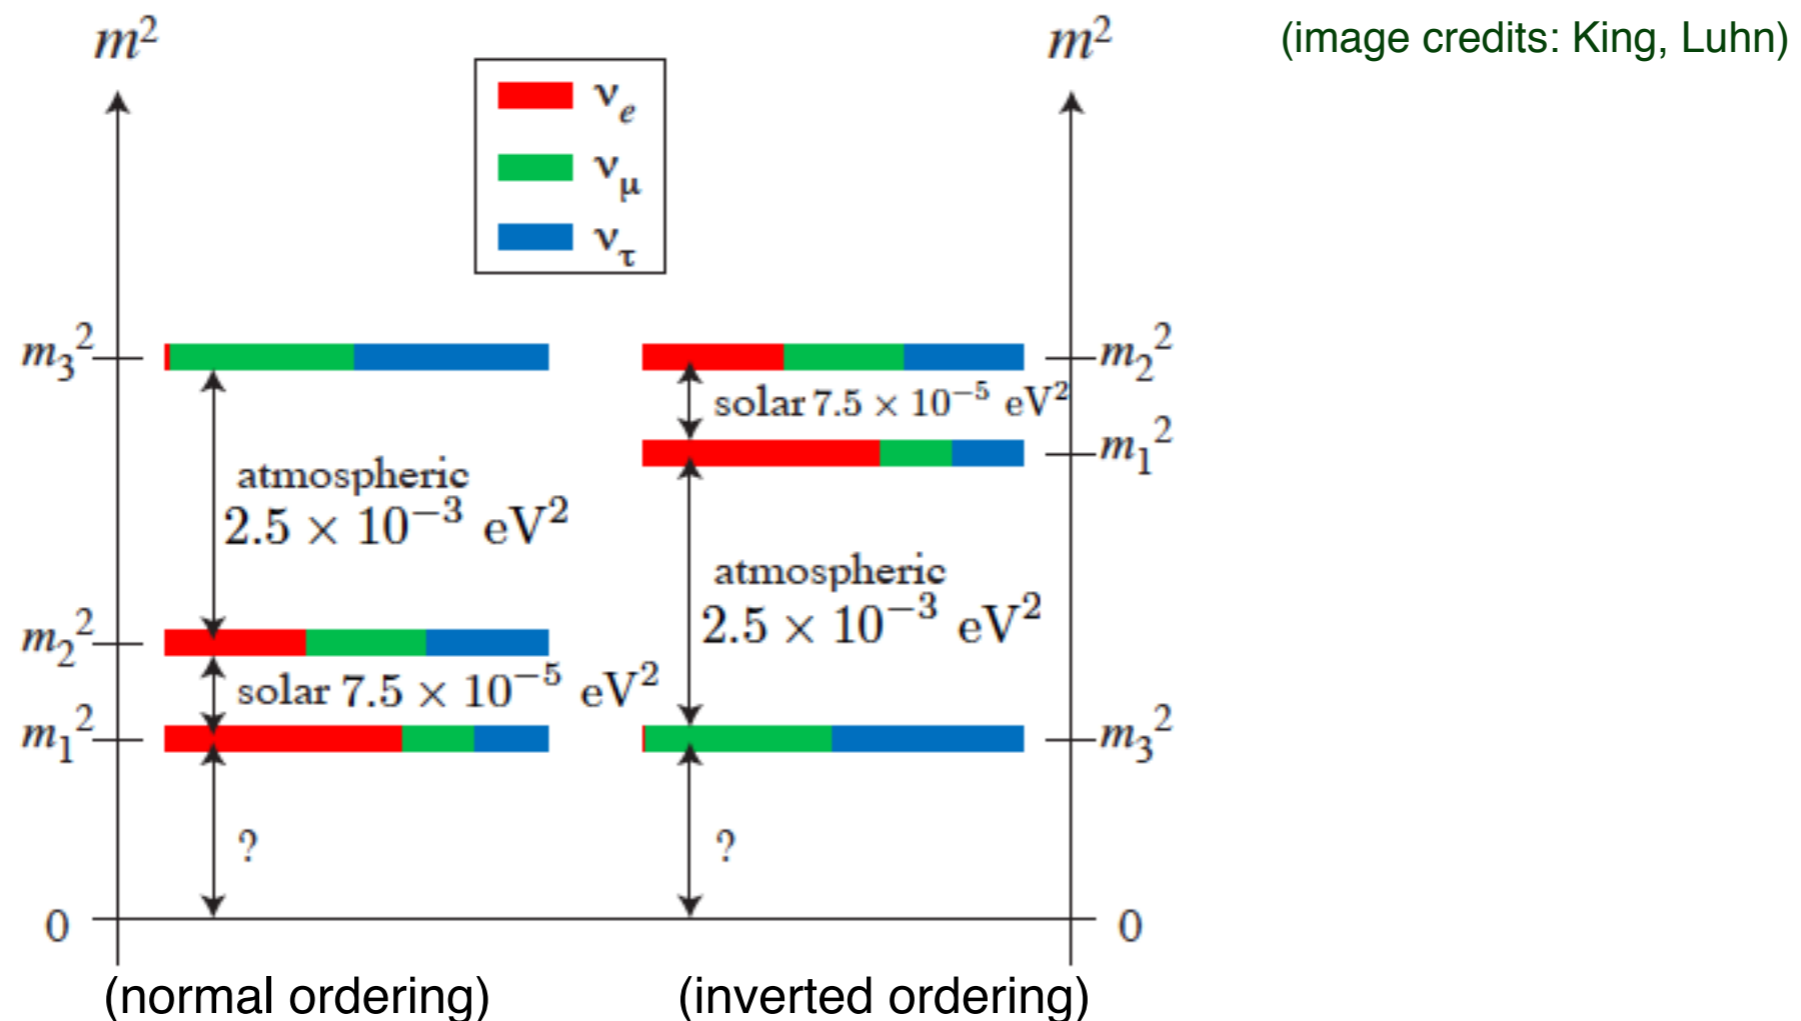 m²
m²
(image credits: King, Luhn)
νe
νμ
ντ
m₃²
m₂²
solar 7.5 × 10⁻⁵ eV²
m₁²
atmospheric
2.5 × 10⁻³ eV²
atmospheric
2.5 × 10⁻³ eV²
m₂²
solar 7.5 × 10⁻⁵ eV²
m₁²
m₃²
?
?
0
0
(normal ordering)
(inverted ordering)